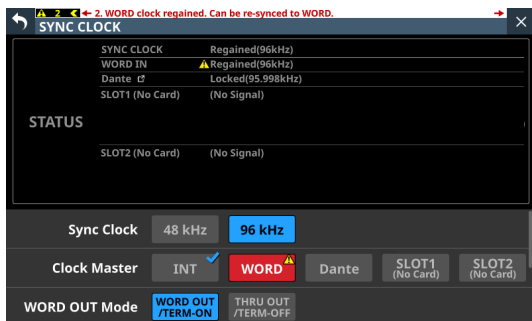 2 ← 2. WORD clock regained. Can be re-synced to WORD. →
SYNC CLOCK
SYNC CLOCK Regained(96kHz)
WORD IN Regained(96kHz)
Dante Locked(95.998kHz)
SLOT1 (No Card) (No Signal)
STATUS
SLOT2 (No Card) (No Signal)
Sync Clock 48 kHz 96 kHz
Clock Master INT WORD Dante SLOT1 (No Card) SLOT2 (No Card)
WORD OUT Mode WORD OUT /TERM-ON THRU OUT /TERM-OFF